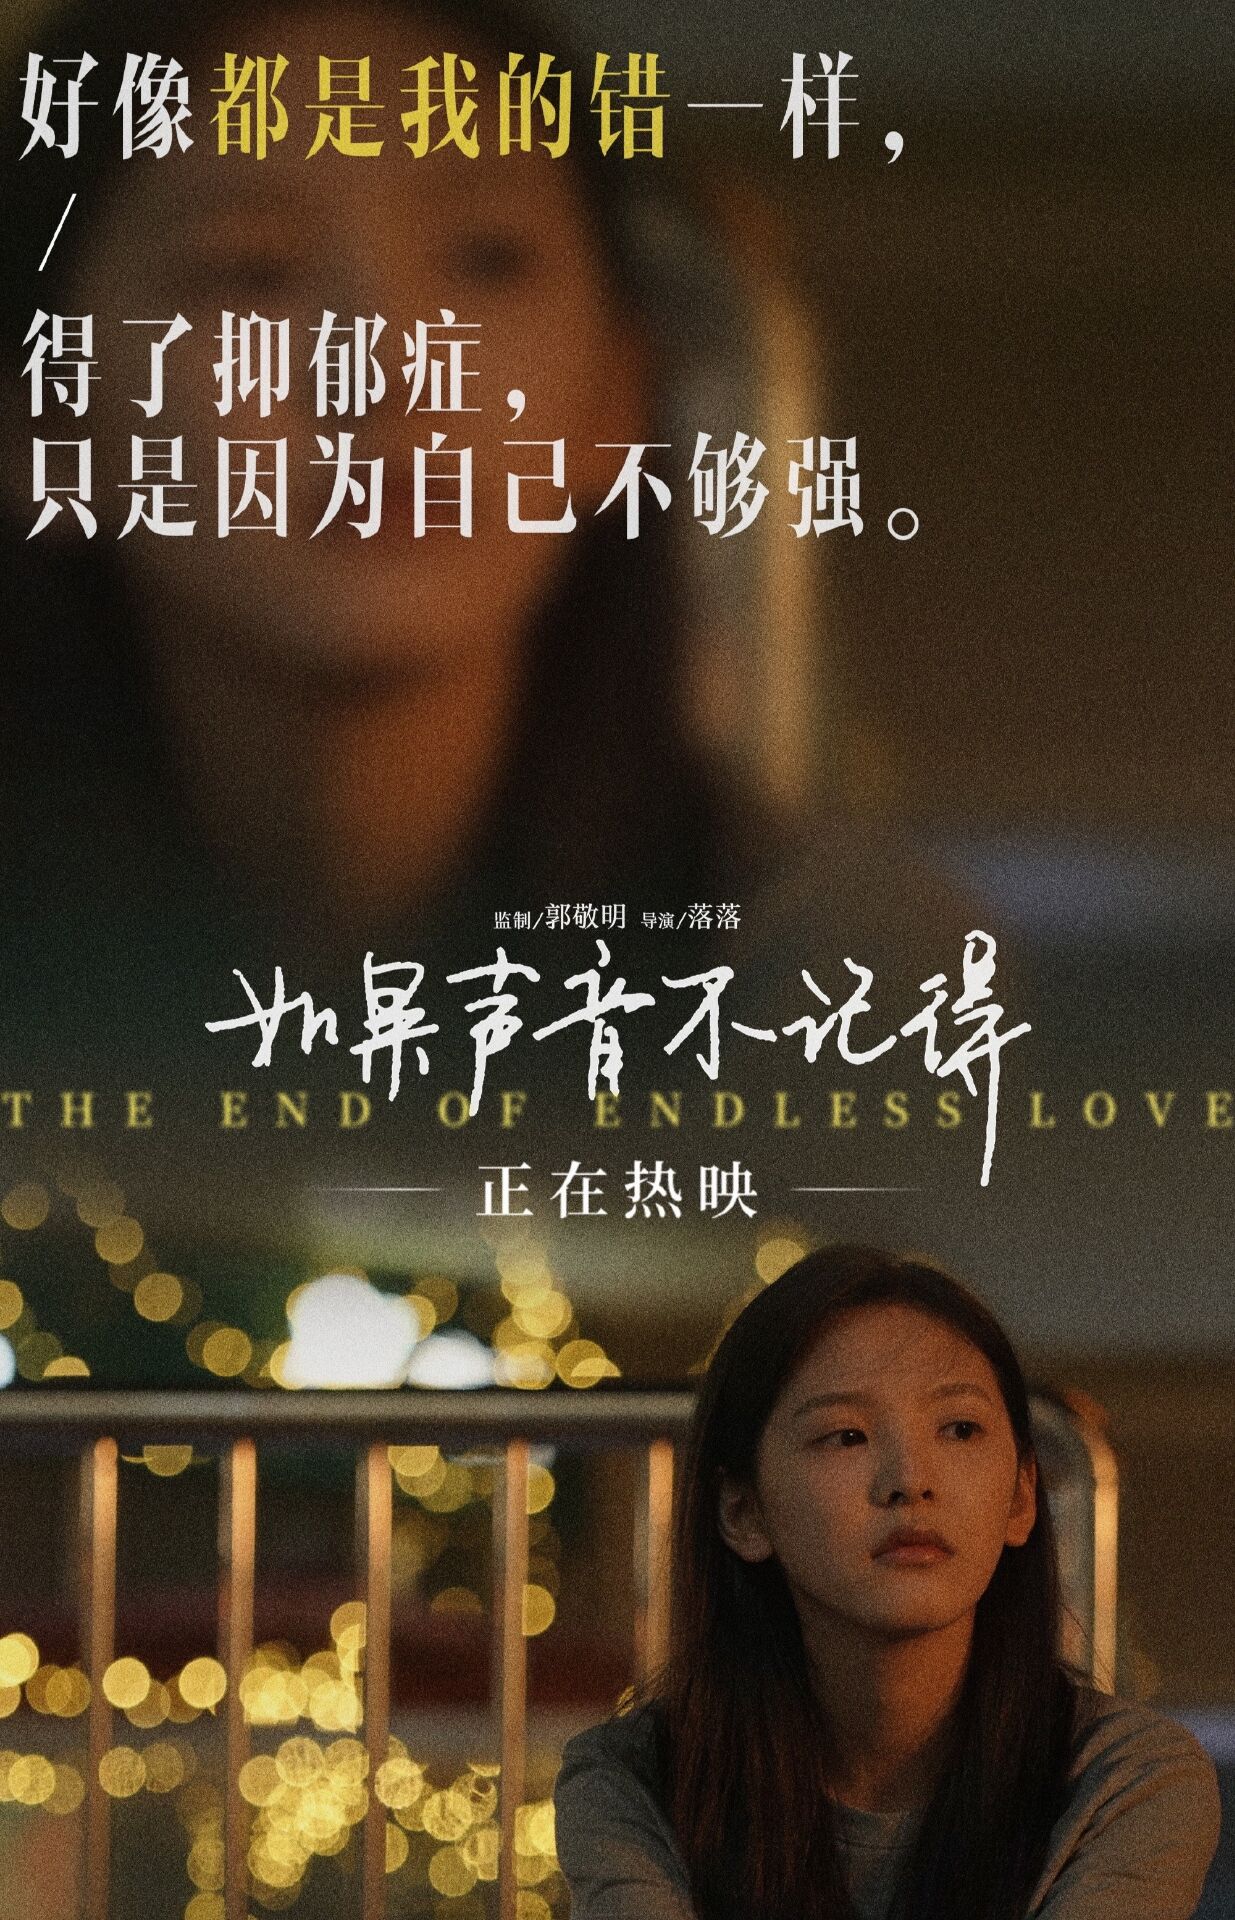 好像都是我的错一样，
/
得了抑郁症，
只是因为自己不够强。
监制/郭敬明 导演/落落
如果声音不记得
THE END OF ENDLESS LOVE
正在热映